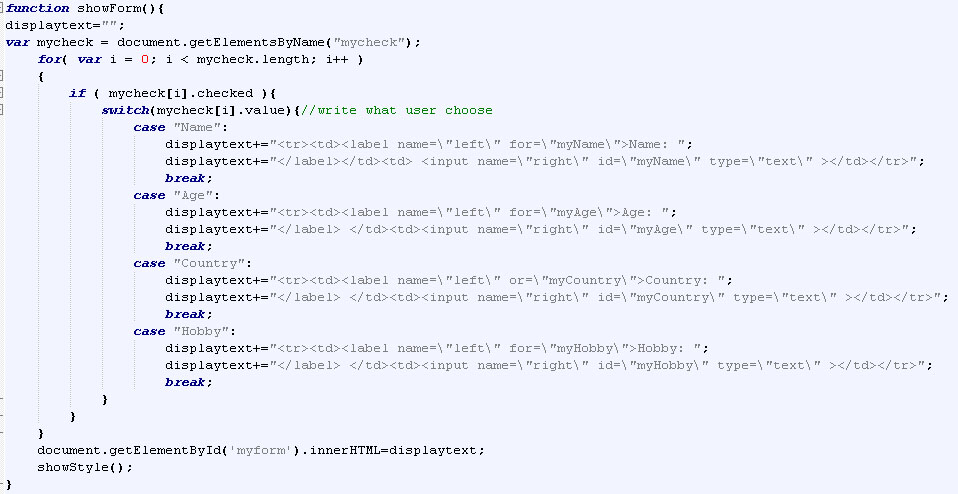 function showForm(){
displaytext="";
var mycheck = document.getElementsByName("mycheck");
for( var i = 0; i < mycheck.length; i++ )
{
if ( mycheck[i].checked ){
switch(mycheck[i].value){//write what user choose
case "Name":
displaytext+="<tr><td><label name=\"left\" for=\"myName\">Name: ";
displaytext+="</label></td><td> <input name=\"right\" id=\"myName\" type=\"text\" ></td></tr>";
break;
case "Age":
displaytext+="<tr><td><label name=\"left\" for=\"myAge\">Age: ";
displaytext+="</label> </td><td><input name=\"right\" id=\"myAge\" type=\"text\" ></td></tr>";
break;
case "Country":
displaytext+="<tr><td><label name=\"left\" or=\"myCountry\">Country: ";
displaytext+="</label> </td><td><input name=\"right\" id=\"myCountry\" type=\"text\" ></td></tr>";
break;
case "Hobby":
displaytext+="<tr><td><label name=\"left\" for=\"myHobby\">Hobby: ";
displaytext+="</label> </td><td><input name=\"right\" id=\"myHobby\" type=\"text\" ></td></tr>";
break;
}
}
}
document.getElementById('myform').innerHTML=displaytext;
showStyle();
}